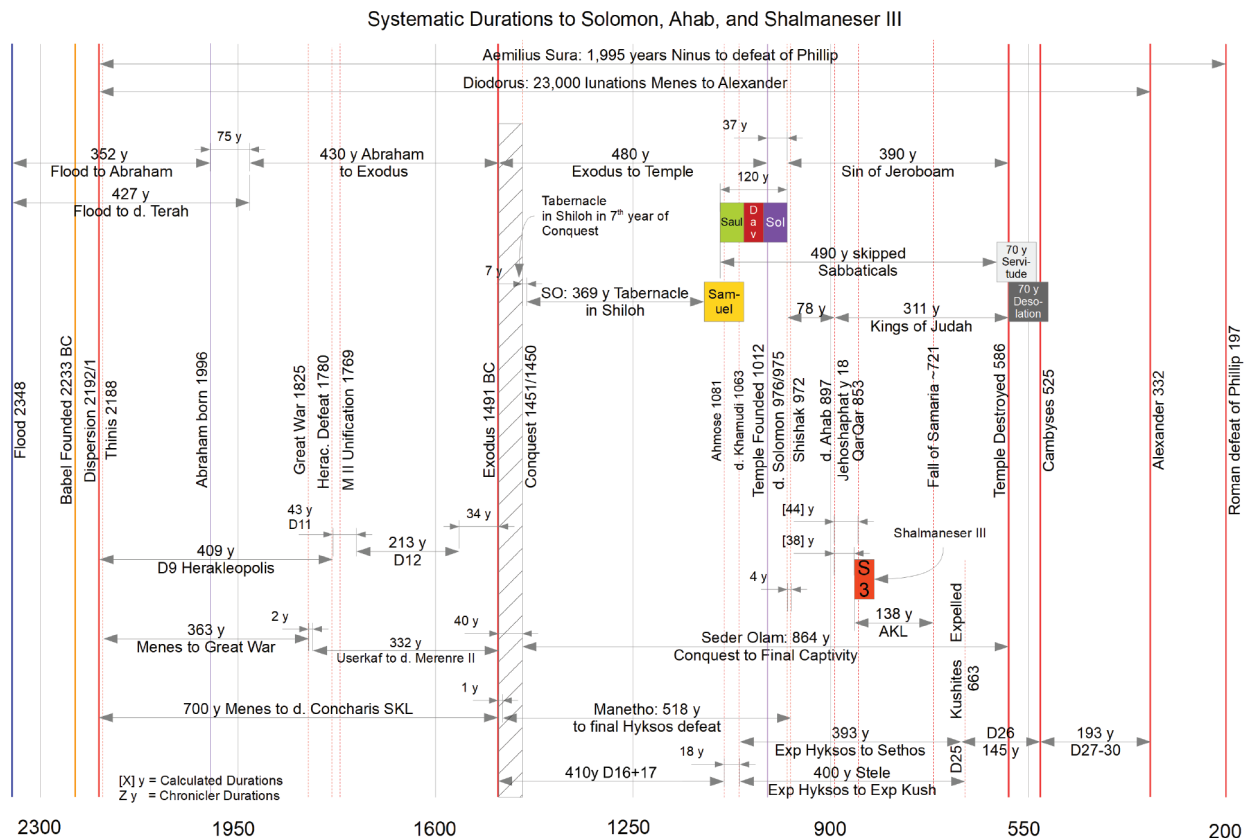 Systematic Durations to Solomon, Ahab, and Shalmaneser III
Aemilius Sura: 1,995 years Ninus to defeat of Phillip
Diodorus: 23,000 lunations Menes to Alexander
75 y
37 y
352 y
Flood to Abraham
430 y Abraham
to Exodus
480 y
Exodus to Temple
390 y
Sin of Jeroboam
427 y
Flood to d. Terah
120 y
Tabernacle
in Shiloh in 7th year of
Conquest
Saul
D
a
v
Sol
490 y skipped
Sabbaticals
70 y
Servi-
tude
7 y
SO: 369 y Tabernacle
in Shiloh
Sam-
uel
70 y
Deso-
lation
78 y
311 y
Kings of Judah
Flood 2348
Babel Founded 2233 BC
Dispersion 2192/1
Thinis 2188
Abraham born 1996
Great War 1825
Herac. Defeat 1780
M II Unification 1769
Exodus 1491 BC
Conquest 1451/1450
Ahmose 1081
d. Khamudi 1063
Temple Founded 1012
d. Solomon 976/975
Shishak 972
d. Ahab 897
Jehoshaphat y 18
QarQar 853
Fall of Samaria ~721
Temple Destroyed 586
Cambyses 525
Alexander 332
Roman defeat of Phillip 197
43 y
D11
34 y
[44] y
409 y
D9 Herakleopolis
213 y
D12
[38] y
Shalmaneser III
4 y
S
3
138 y
AKL
2 y
40 y
363 y
Menes to Great War
332 y
Userkaf to d. Merenre II
Seder Olam: 864 y
Conquest to Final Captivity
D25 Kushites Expelled
663
1 y
700 y Menes to d. Concharis SKL
Manetho: 518 y
to final Hyksos defeat
393 y
Exp Hyksos to Sethos
D26
145 y
193 y
D27-30
18 y
410y D16+17
400 y Stele
Exp Hyksos to Exp Kush
[X] y = Calculated Durations
Z y = Chronicler Durations
2300
1950
1600
1250
900
550
200